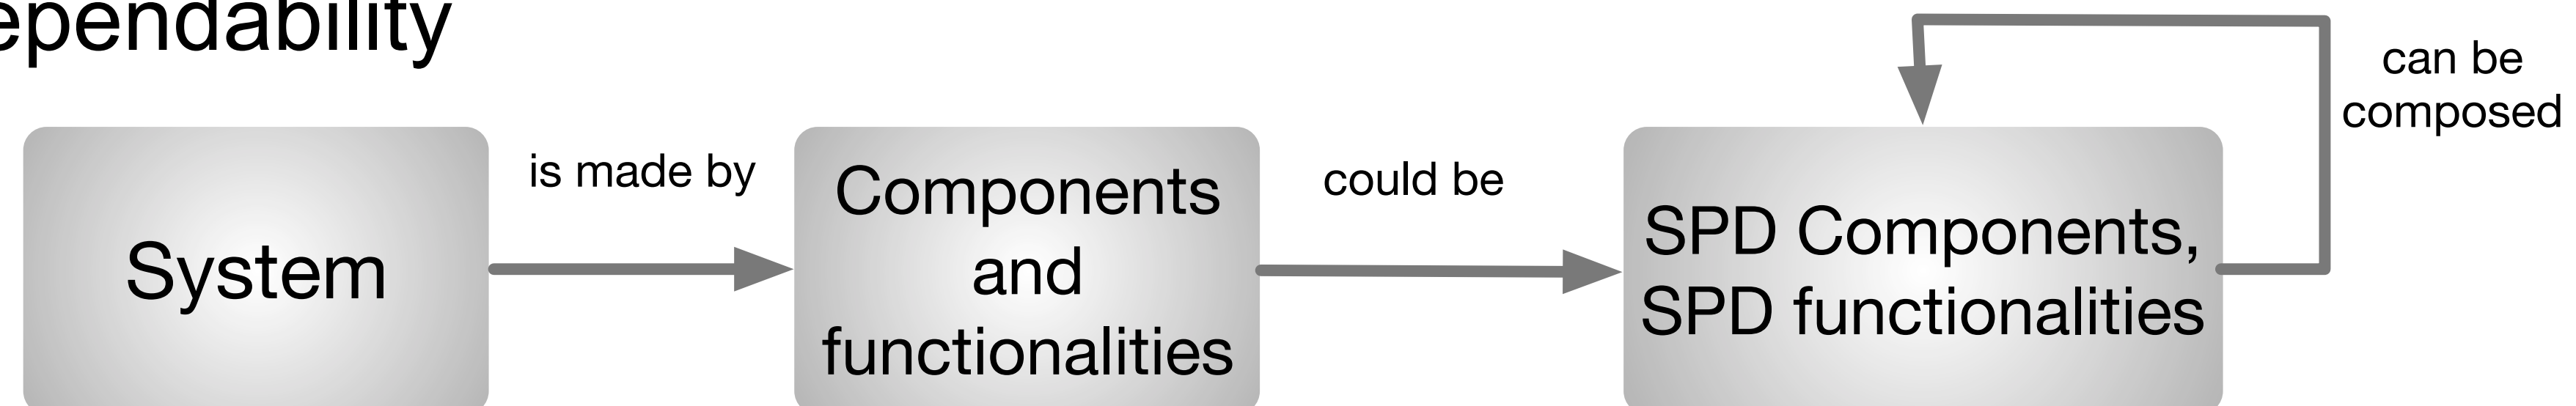 ependability
can be
composed
is made by
could be
System
Components
and
functionalities
SPD Components,
SPD functionalities